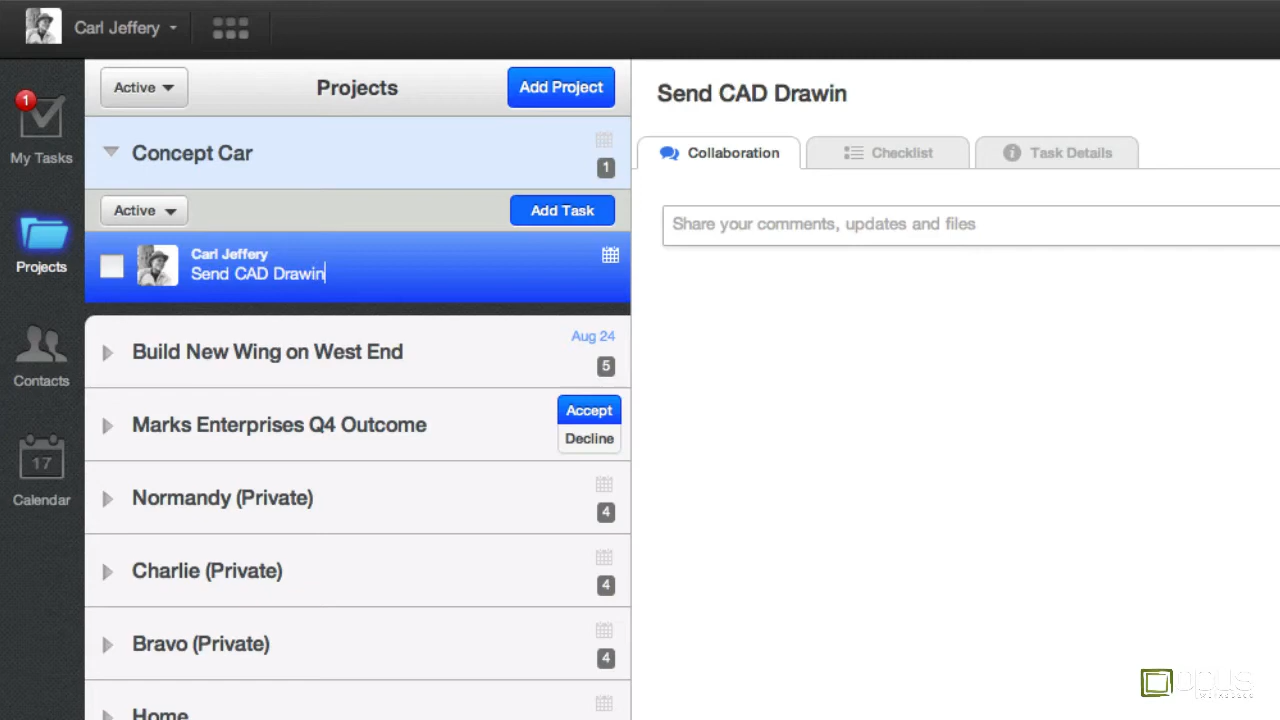 Carl Jeffery
1
My Tasks
Projects
Contacts
17
Calendar
Active
Projects
Add Project
Concept Car
1
Active
Add Task
Carl Jeffery
Send CAD Drawin
Aug 24
Build New Wing on West End
5
Marks Enterprises Q4 Outcome
Accept
Decline
Normandy (Private)
4
Charlie (Private)
4
Bravo (Private)
4
Home
Send CAD Drawin
Collaboration
Checklist
Task Details
Share your comments, updates and files
opus